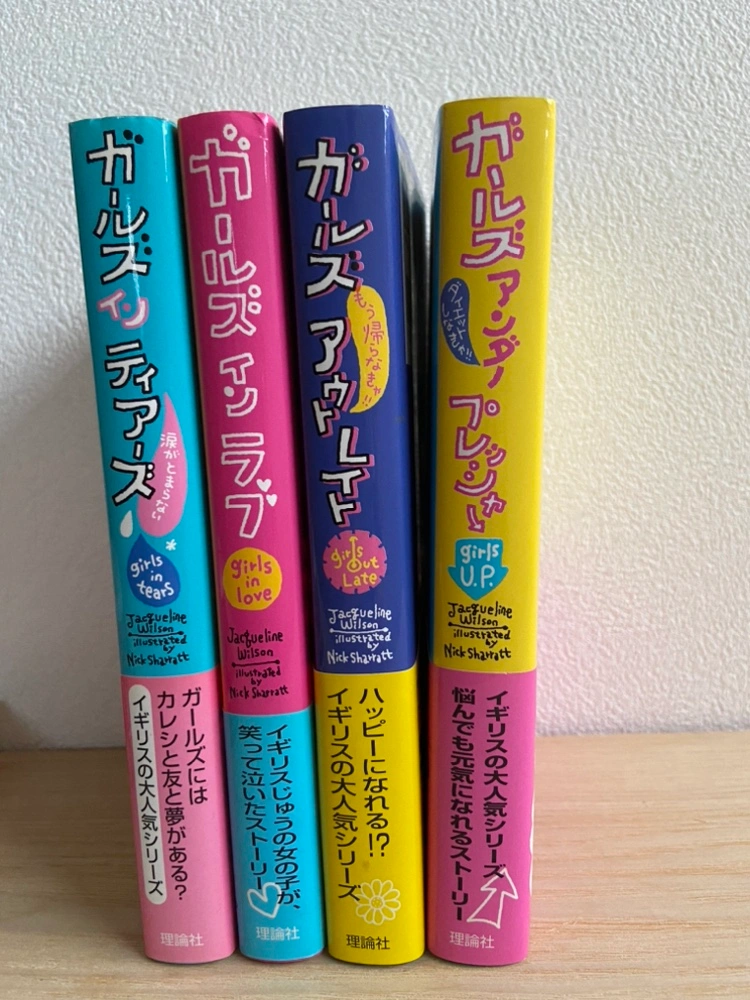 ガールズ イン ティアーズ
涙がとまらない
girls
in
tears
Jacqueline
Wilson
illustrated
by
Nick Sharratt
ガールズには
カレシと友と夢がある?
イギリスの大人気シリーズ
理論社
ガールズ イン ラブ
girls
in
love
Jacqueline
Wilson
illustrated
by
Nick Sharratt
イギリスじゅうの女の子が、
笑って泣いたストーリー
理論社
ガールズ アウト レイト
もう帰らなきゃ!!
girls out
Late
Jacqueline
Wilson
illustrated
by
Nick Sharratt
ハッピーになれる!?
イギリスの大人気シリーズ
理論社
ガールズ アンダー プレッシャー
ダイエット
しなきゃ!!
girls
U.P.
Jacqueline
Wilson
illustrated
by
Nick Sharratt
イギリスの大人気シリーズ
悩んでも元気になれるストーリー
理論社